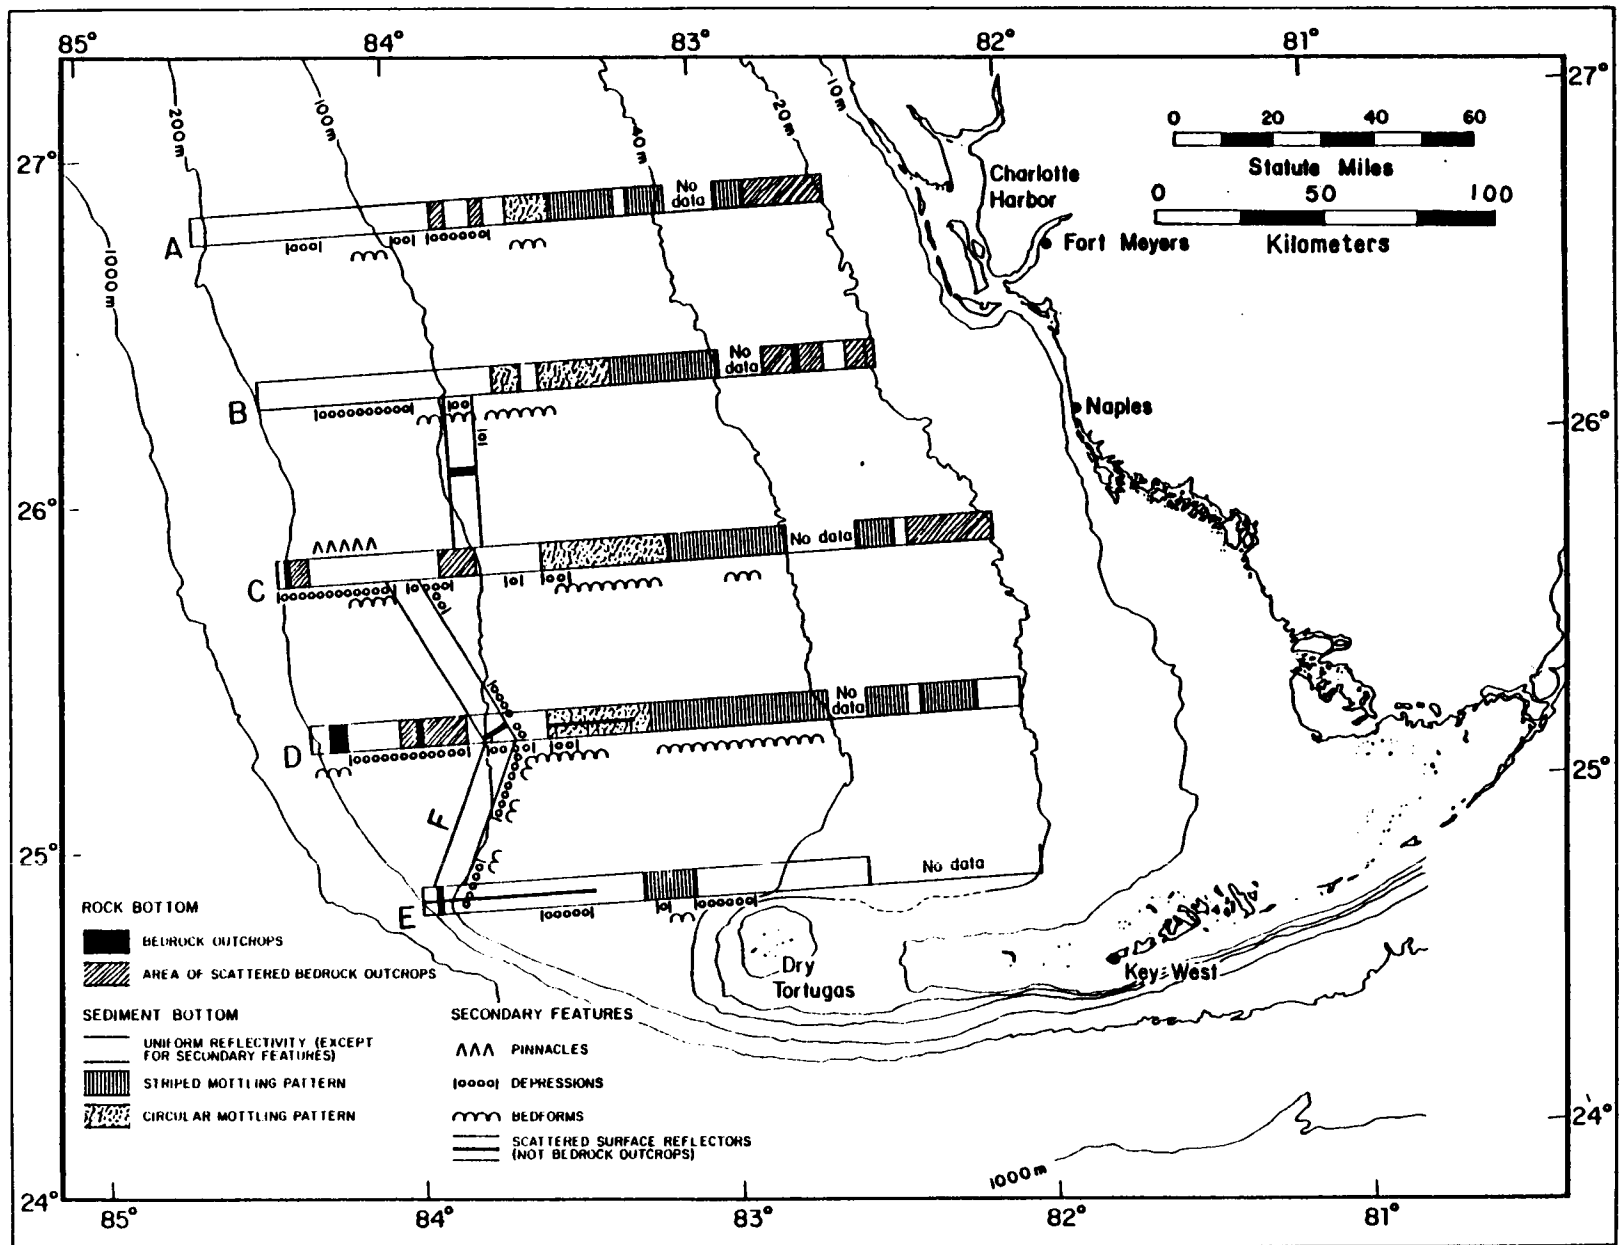 85° 84° 83° 82° 81°
27°
27°
26°
26°
25°
25°
24°
24°
85° 84° 83° 82° 81°
200m
100m
40m
20m
10m
1000m
1000m
0 20 40 60
Statute Miles
0 50 100
Kilometers
Charlotte
Harbor
Fort Meyers
Naples
Key West
Dry
Tortugas
A
No
data
B
No
data
C
No data
D
No
data
F
E
No data
ROCK BOTTOM
BEDROCK OUTCROPS
AREA OF SCATTERED BEDROCK OUTCROPS
SEDIMENT BOTTOM
UNIFORM REFLECTIVITY (EXCEPT
FOR SECUNDARY FEATURES)
STRIPED MOTTLING PATTERN
CIRCULAR MOTTLING PATTERN
SECONDARY FEATURES
PINNACLES
DEPRESSIONS
BEDFORMS
SCATTERED SURFACE REFLECTORS
(NOT BEDROCK OUTCROPS)